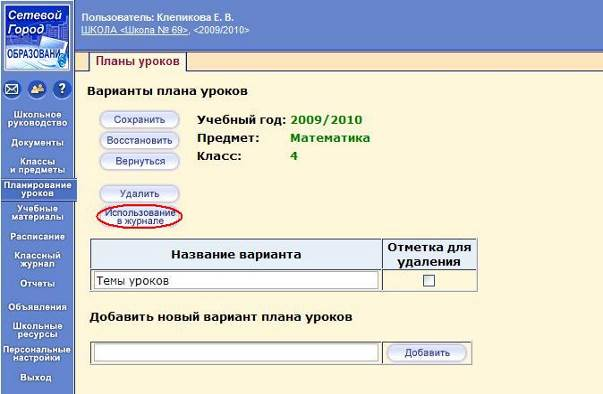 Сетевой
Город
ОБРАЗОВАНИ
Пользователь: Клепикова Е. В.
ШКОЛА <Школа № 69>, <2009/2010>
?
Школьное
руководство
Документы
Классы
и предметы
Планирование
уроков
Учебные
материалы
Расписание
Классный
журнал
Отчеты
Объявления
Школьные
ресурсы
Персональные
настройки
Выход
Планы уроков
Варианты плана уроков
Сохранить
Восстановить
Вернуться
Учебный год: 2009/2010
Предмет: Математика
Класс: 4
Удалить
Использование
в журнале
Название варианта
Отметка для
удаления
Темы уроков
Добавить новый вариант плана уроков
Добавить